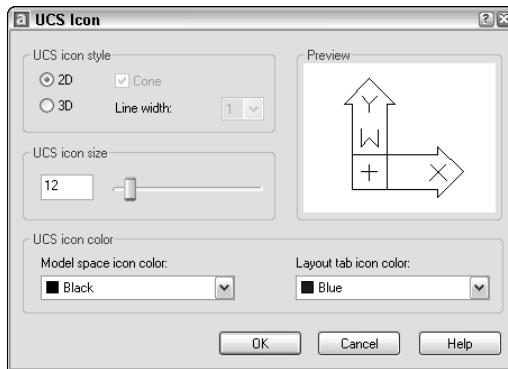 UCS Icon
UCS icon style
2D
Cone
3D
Line width:
1
Preview
Y
W
+
X
UCS icon size
12
UCS icon color
Model space icon color:
Black
Layout tab icon color:
Blue
OK
Cancel
Help